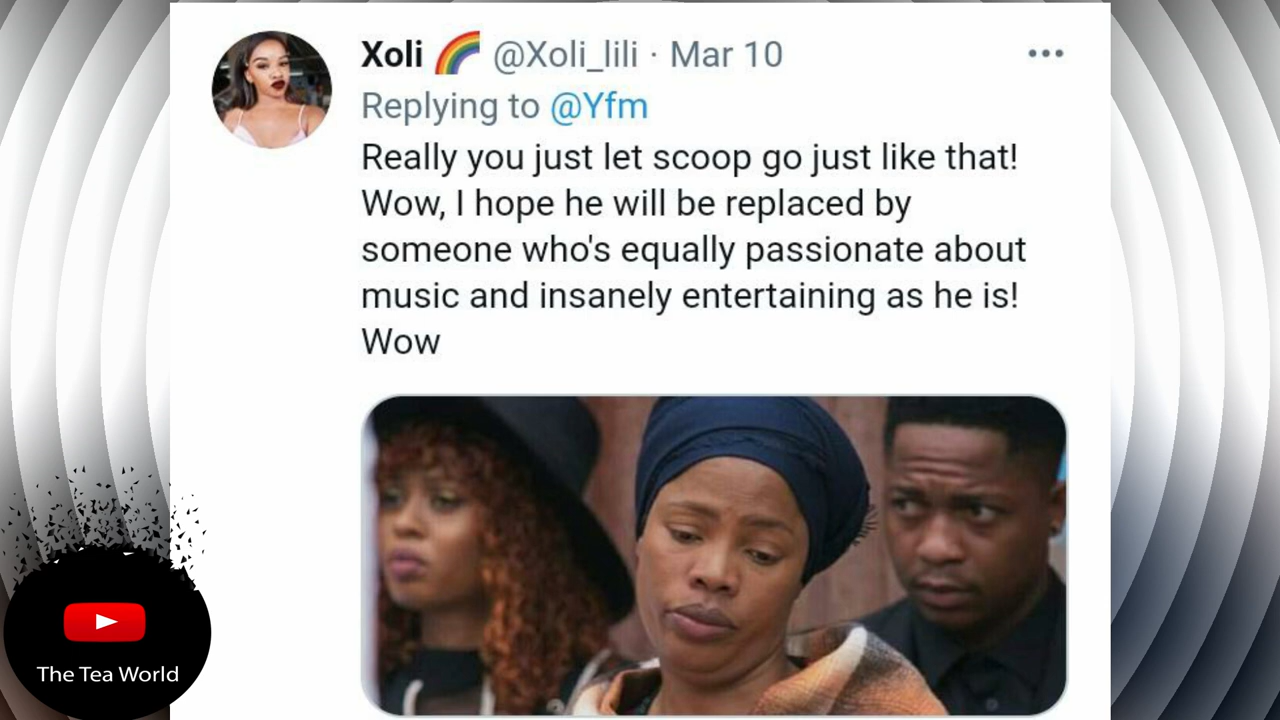 Xoli 🌈 @Xoli_lili · Mar 10
Replying to @Yfm
Really you just let scoop go just like that!
Wow, I hope he will be replaced by
someone who's equally passionate about
music and insanely entertaining as he is!
Wow
The Tea World